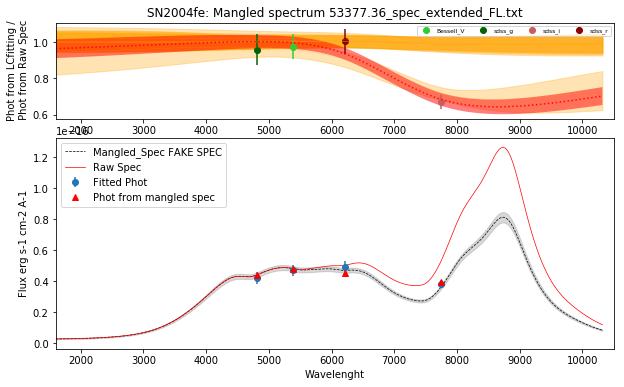 SN2004fe: Mangled spectrum 53377.36_spec_extended_FL.txt
Phot from LCfitting /
Phot from Raw Spec
1.0
0.8
0.6
Bessell_V
sdss_g
sdss_i
sdss_r
2000 3000 4000 5000 6000 7000 8000 9000 10000
1e−16
Flux erg s-1 cm-2 A-1
1.2
1.0
0.8
0.6
0.4
0.2
0.0
Mangled_Spec FAKE SPEC
Raw Spec
Fitted Phot
Phot from mangled spec
2000 3000 4000 5000 6000 7000 8000 9000 10000
Wavelenght